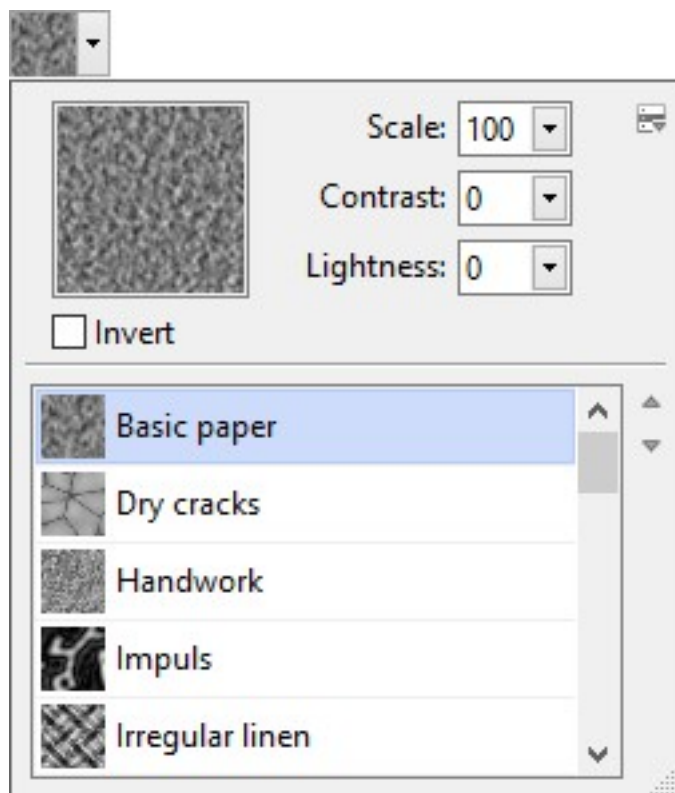 Scale: 100
Contrast: 0
Lightness: 0
Invert
Basic paper
Dry cracks
Handwork
Impuls
Irregular linen